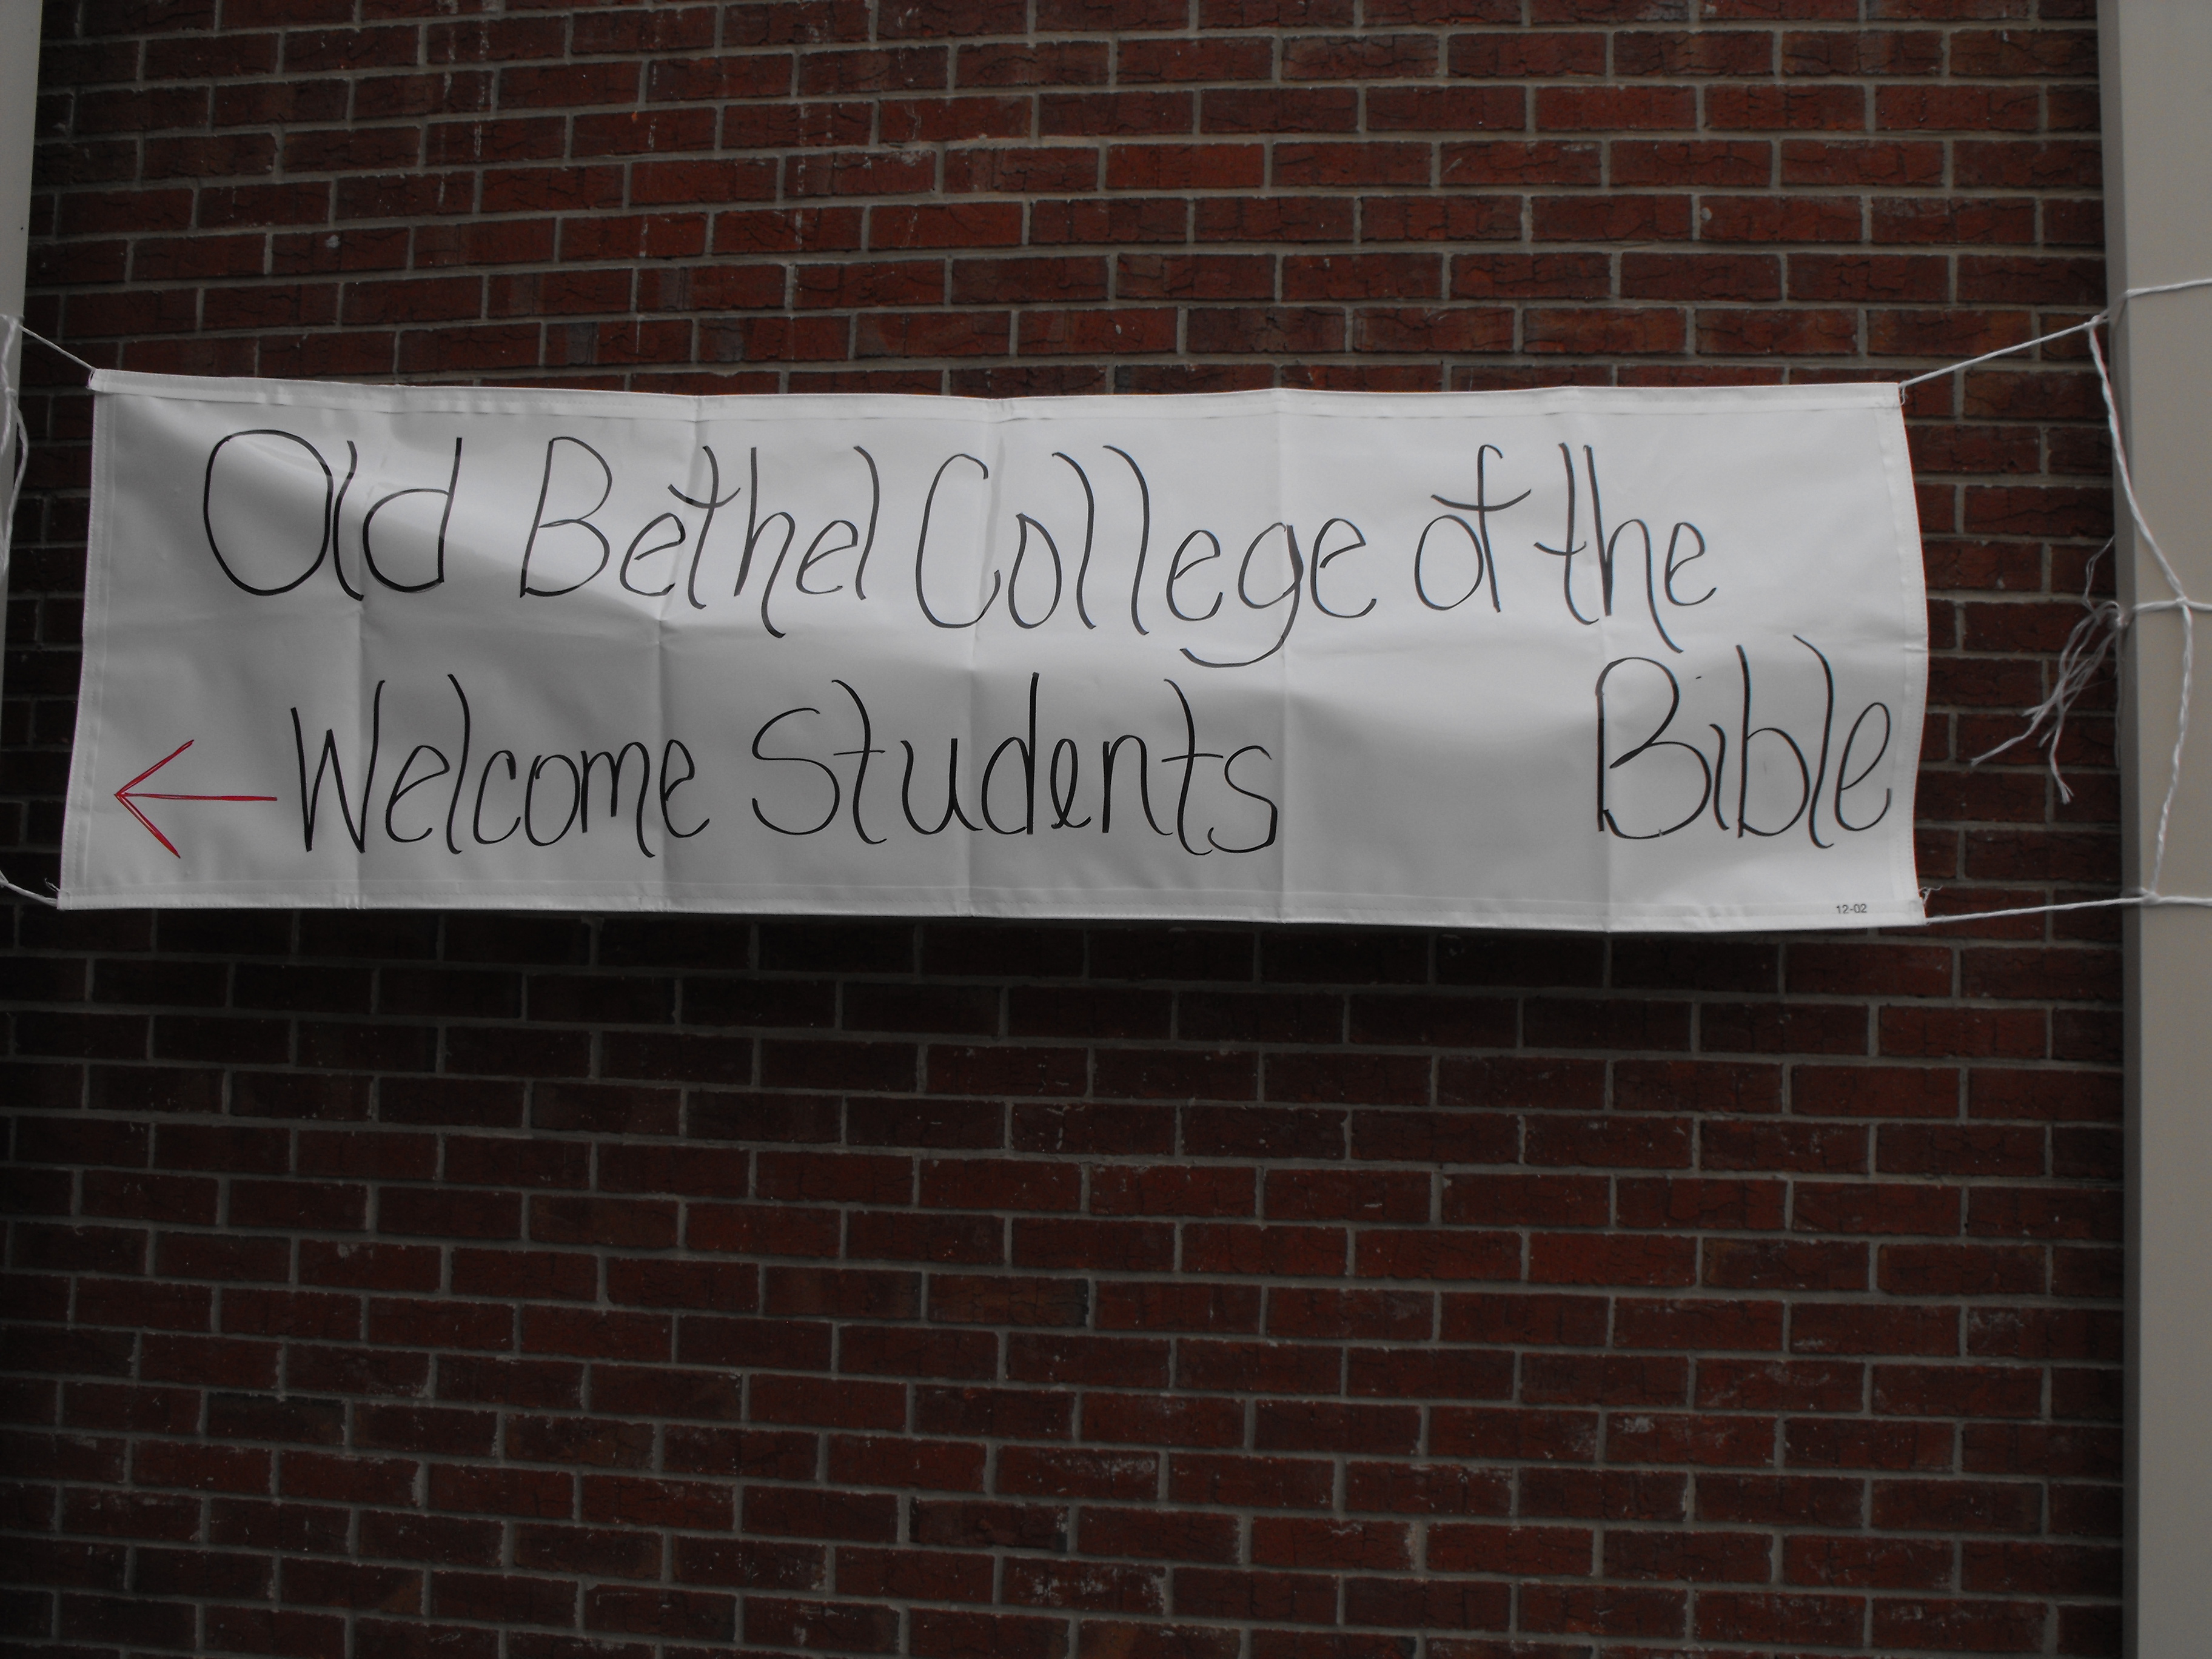 Old Bethel College of the
Bible
← Welcome Students
12-02